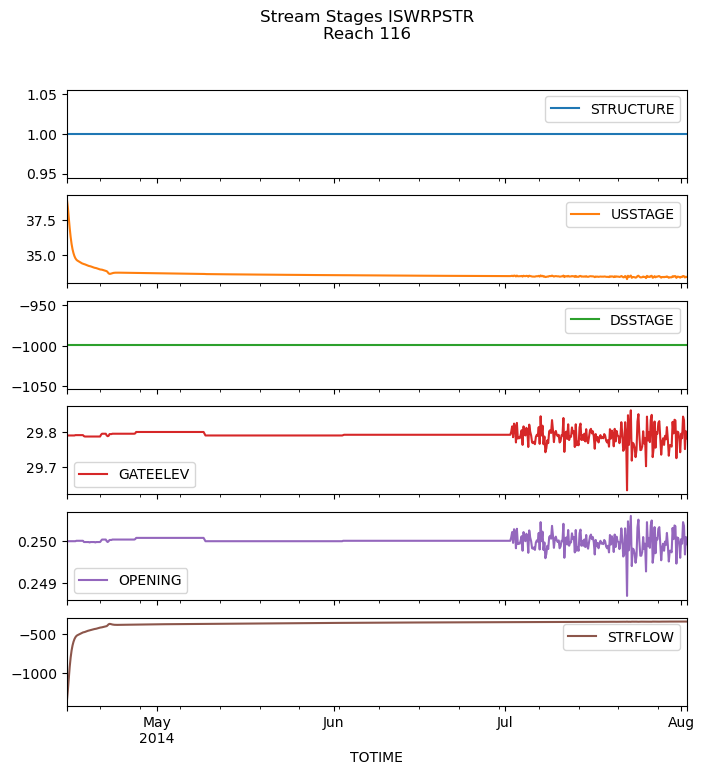 Stream Stages ISWRPSTR
Reach 116
1.05
1.00
0.95
STRUCTURE
37.5
35.0
USSTAGE
−950
−1000
−1050
DSSTAGE
29.8
29.7
GATEELEV
0.250
0.249
OPENING
−500
−1000
STRFLOW
May
2014
Jun
Jul
Aug
TOTIME